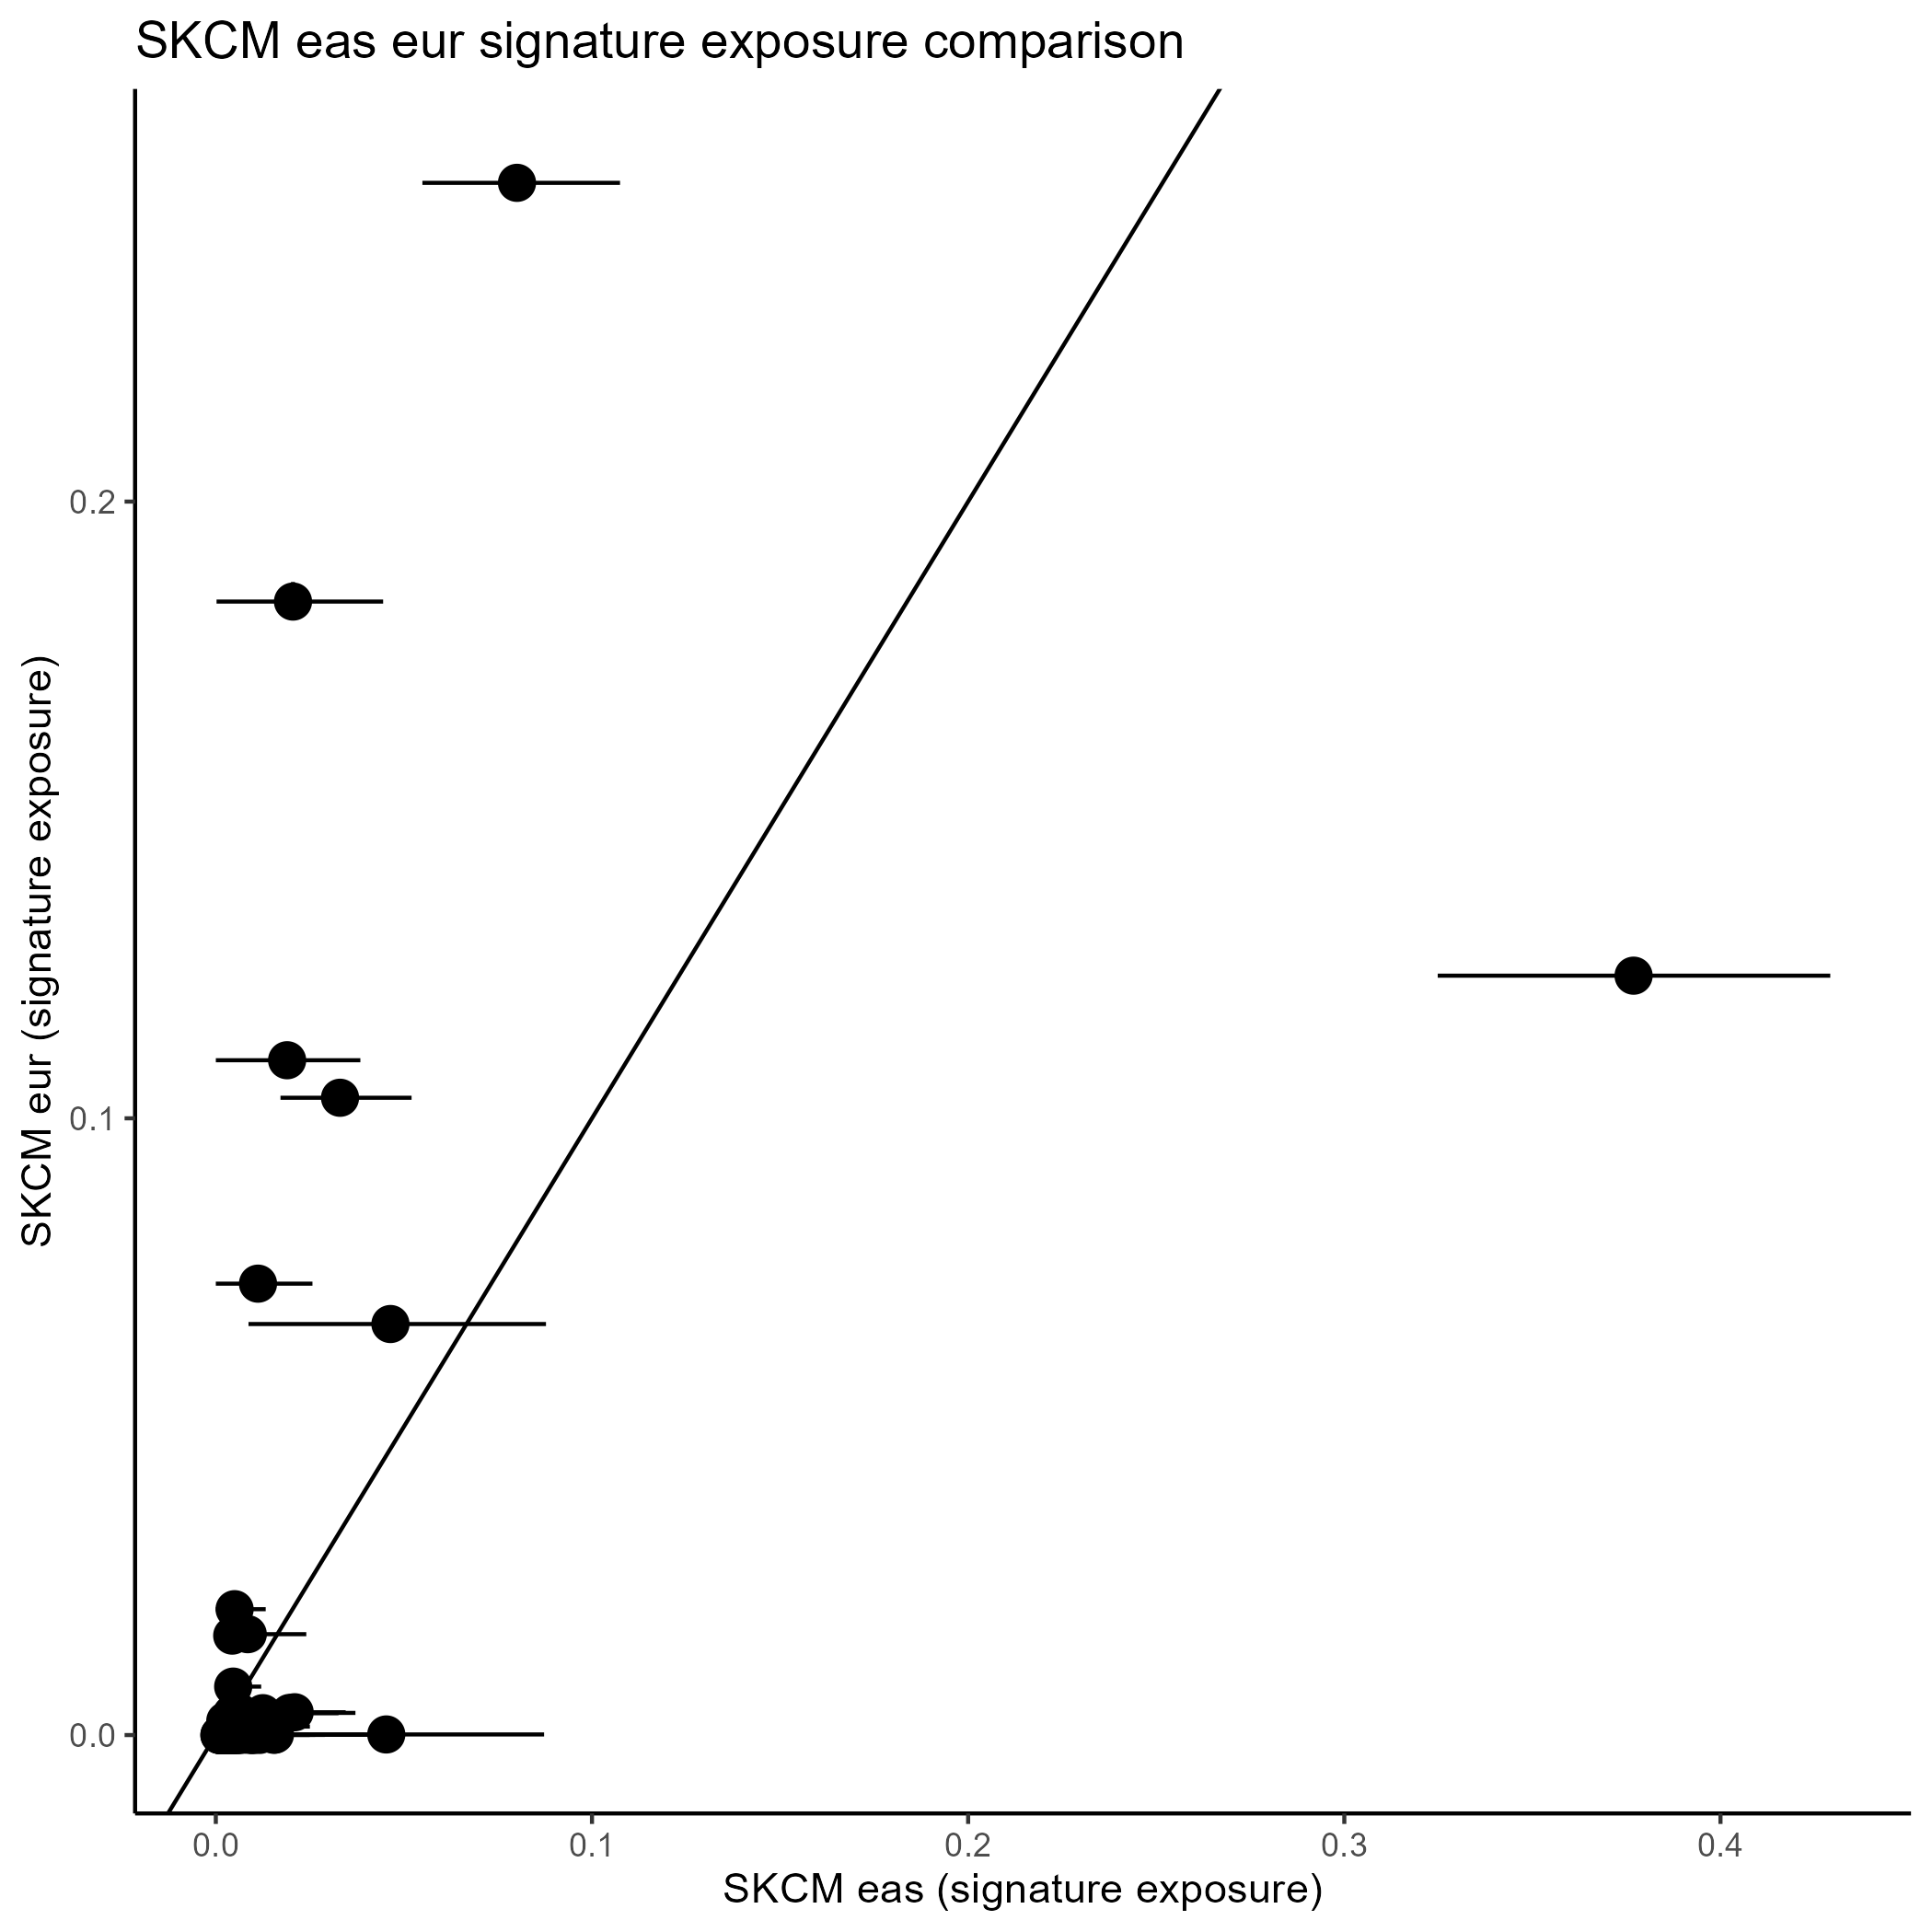 SKCM eas eur signature exposure comparison
SKCM eur (signature exposure)
0.2
0.1
0.0
0.0 0.1 0.2 0.3 0.4
SKCM eas (signature exposure)